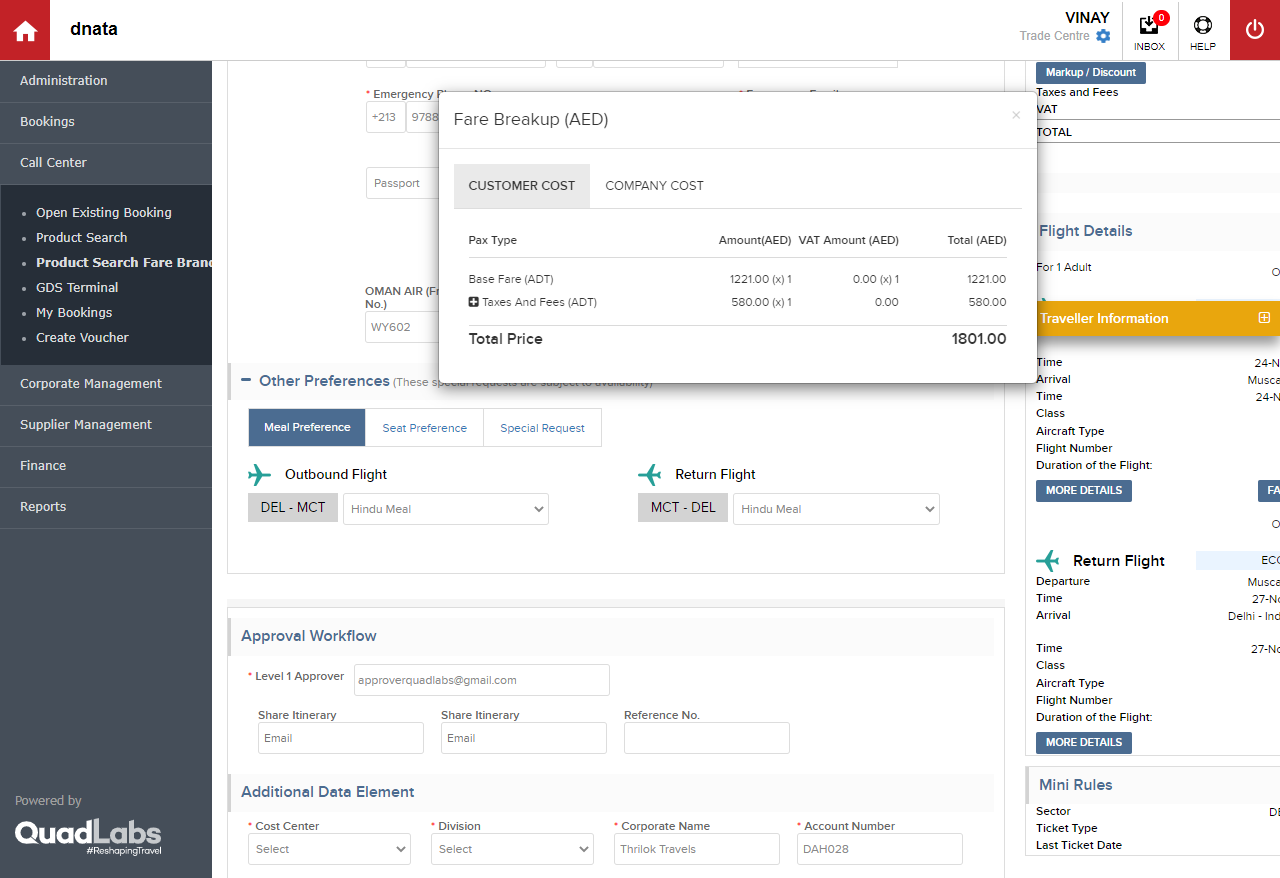 dnata
VINAY
Trade Centre
0
INBOX
HELP
Administration
Bookings
Call Center
Open Existing Booking
Product Search
Product Search Fare Bran
GDS Terminal
My Bookings
Create Voucher
Corporate Management
Supplier Management
Finance
Reports
Powered by
QuadLabs
#ReshapingTravel
* Emergency
+213 9788
Passport
OMAN AIR (Fr
No.)
WY602
Fare Breakup (AED)
×
CUSTOMER COST COMPANY COST
Pax Type Amount(AED) VAT Amount (AED) Total (AED)
Base Fare (ADT) 1221.00 (x) 1 0.00 (x) 1 1221.00
Taxes And Fees (ADT) 580.00 (x) 1 0.00 580.00
Total Price 1801.00
Other Preferences (These special requests are subject to availability)
Meal Preference Seat Preference Special Request
Outbound Flight Return Flight
DEL - MCT Hindu Meal MCT - DEL Hindu Meal
Approval Workflow
* Level 1 Approver approverquadlabs@gmail.com
Share Itinerary Share Itinerary Reference No.
Email Email
Additional Data Element
* Cost Center * Division * Corporate Name * Account Number
Select Select Thrilok Travels DAH028
Markup / Discount
Taxes and Fees
VAT
TOTAL
Flight Details
For 1 Adult
Traveller Information
Time 24-N
Arrival Musca
Time 24-N
Class
Aircraft Type
Flight Number
Duration of the Flight:
MORE DETAILS FA
Return Flight ECO
Departure Musca
Time 27-No
Arrival Delhi - Ind
Time 27-No
Class
Aircraft Type
Flight Number
Duration of the Flight:
MORE DETAILS
Mini Rules
Sector DE
Ticket Type
Last Ticket Date